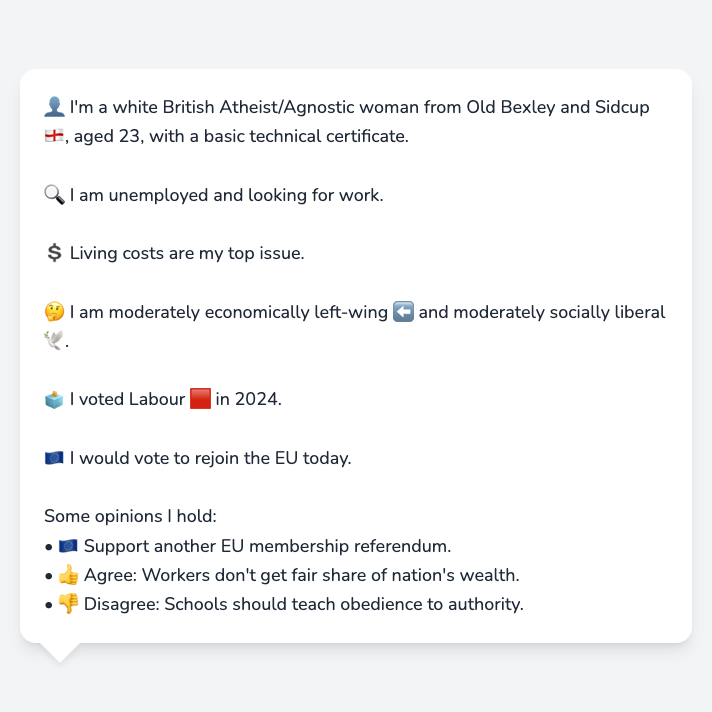 👤 I'm a white British Atheist/Agnostic woman from Old Bexley and Sidcup
🏴󠁧󠁢󠁥󠁮󠁧󠁿, aged 23, with a basic technical certificate.
🔍 I am unemployed and looking for work.
💲 Living costs are my top issue.
🤔 I am moderately economically left-wing ⬅️ and moderately socially liberal
🕊️.
🗳️ I voted Labour 🟥 in 2024.
🇪🇺 I would vote to rejoin the EU today.
Some opinions I hold:
• 🇪🇺 Support another EU membership referendum.
• 👍 Agree: Workers don't get fair share of nation's wealth.
• 👎 Disagree: Schools should teach obedience to authority.